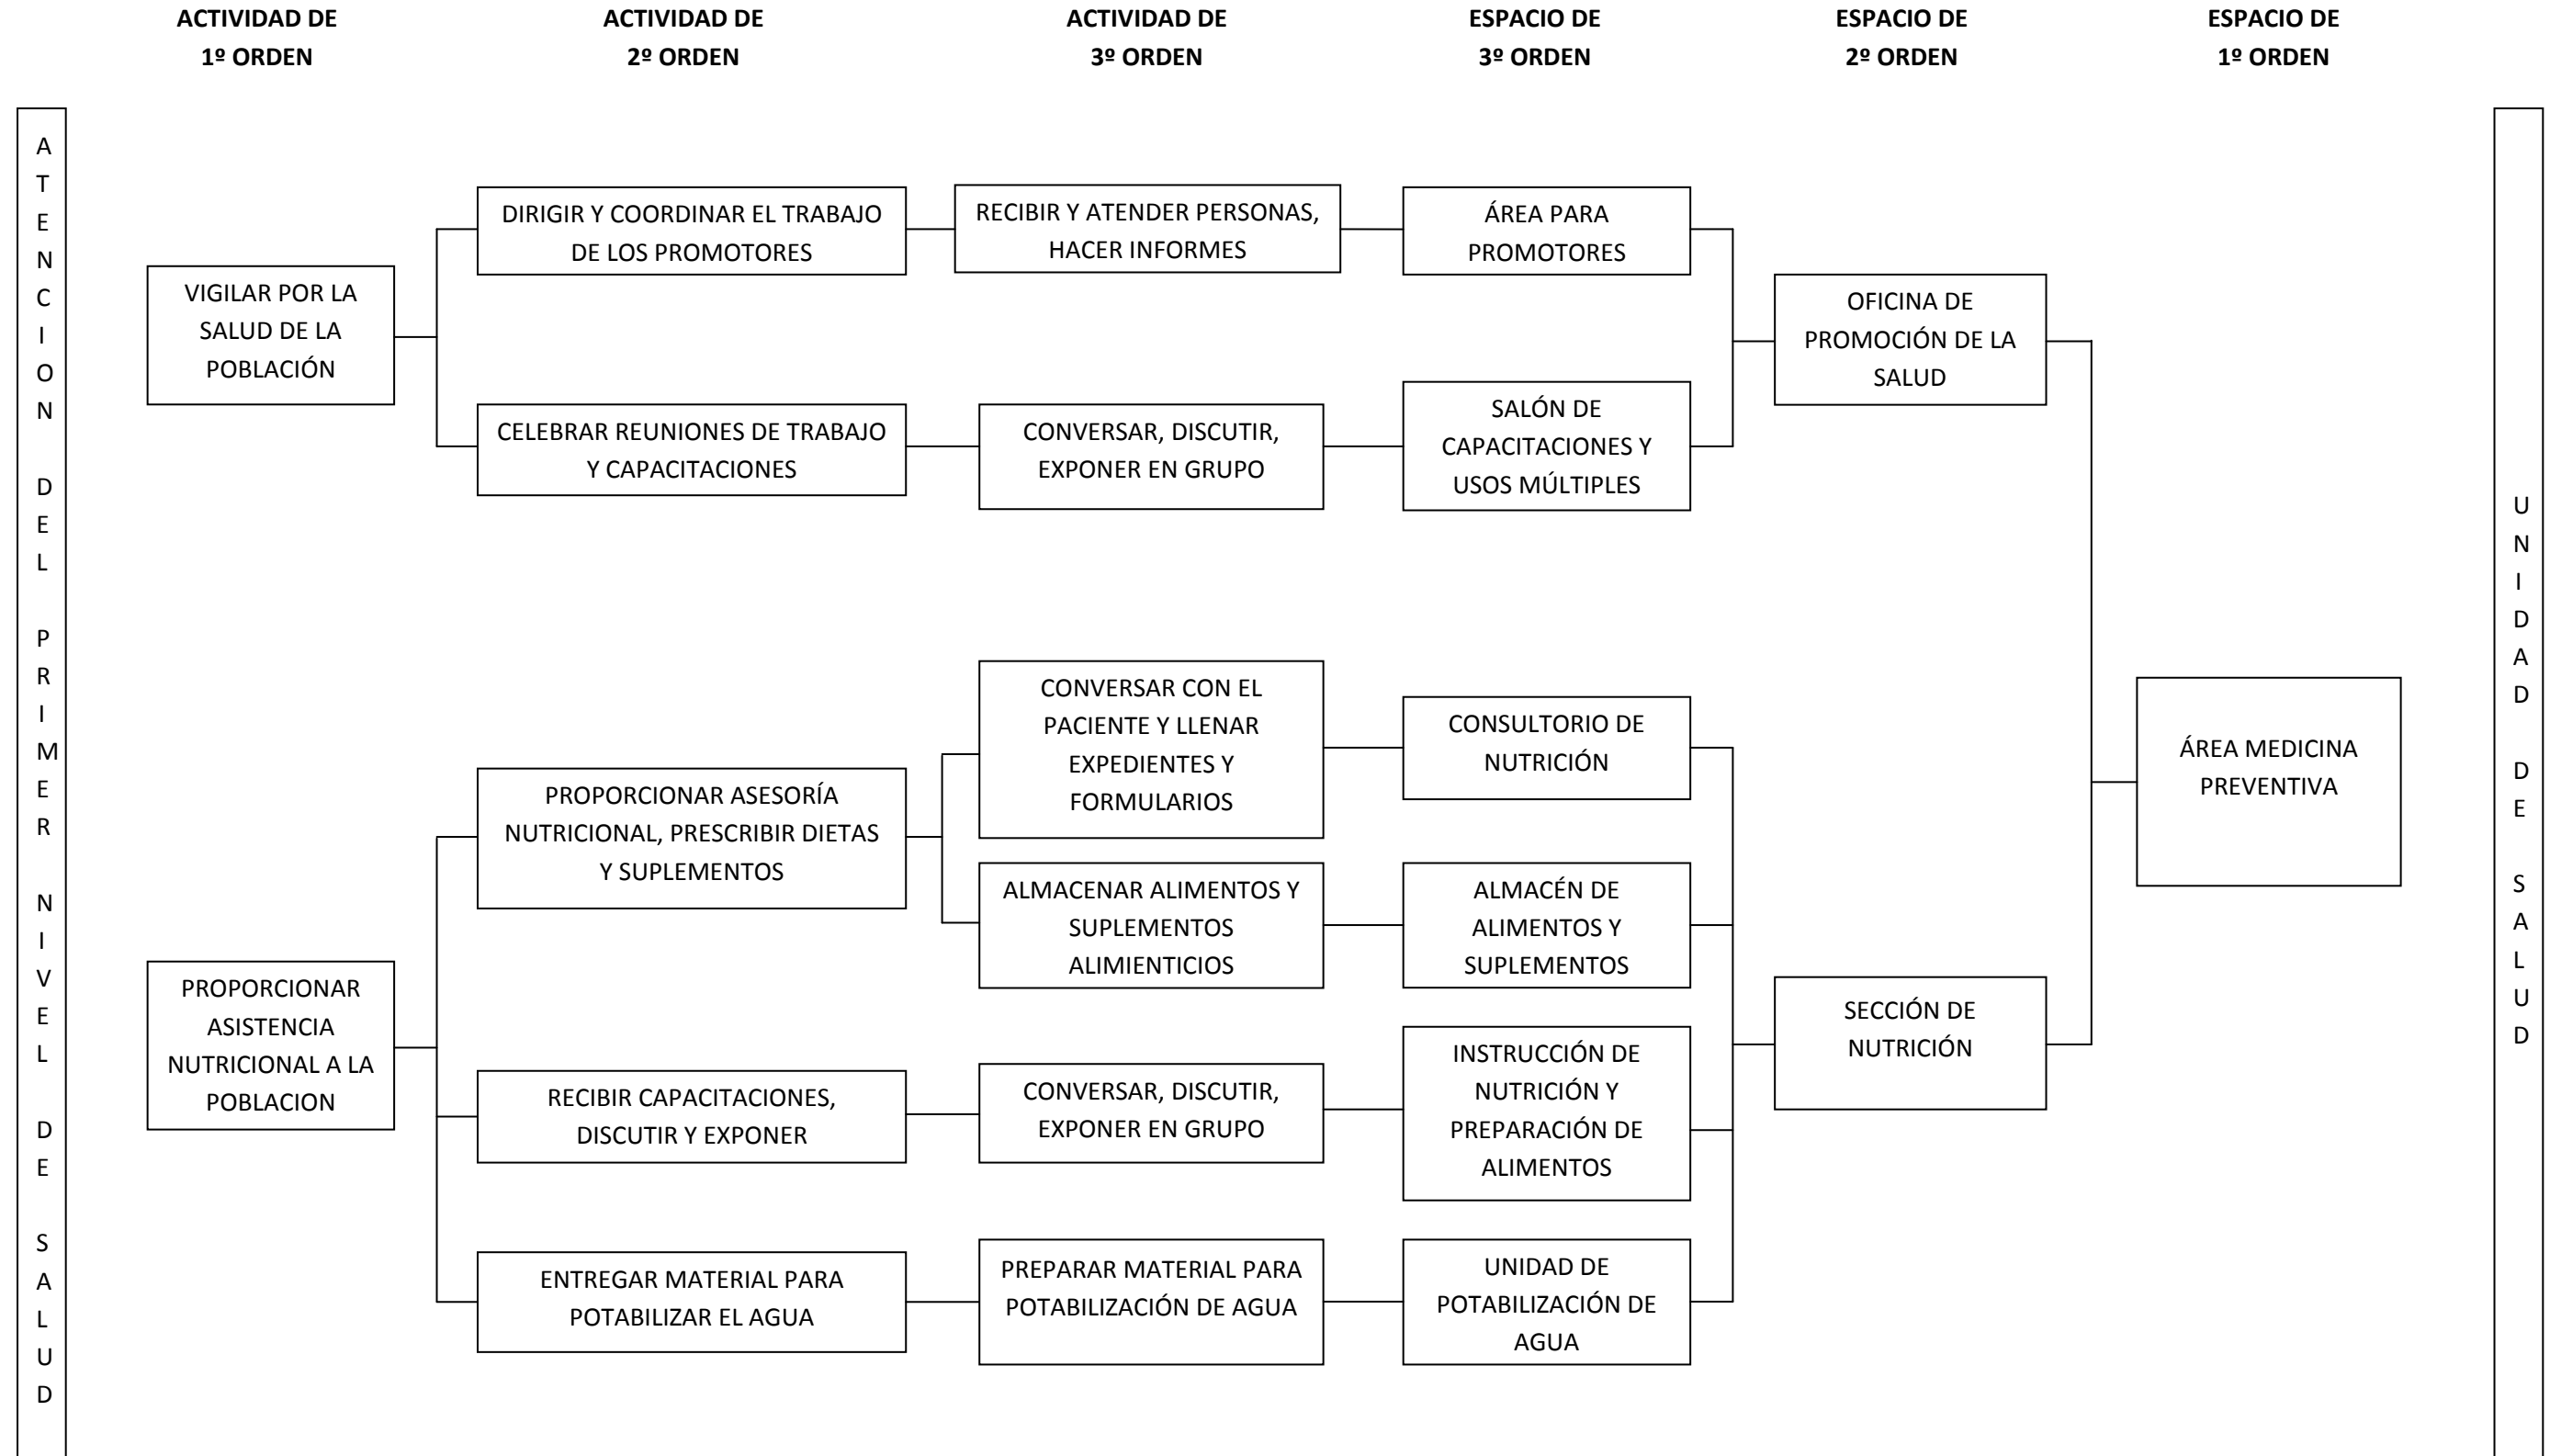 ACTIVIDAD DE
1º ORDEN
ACTIVIDAD DE
2º ORDEN
ACTIVIDAD DE
3º ORDEN
ESPACIO DE
3º ORDEN
ESPACIO DE
2º ORDEN
ESPACIO DE
1º ORDEN
ATENCION DEL PRIMER NIVEL DE SALUD
VIGILAR POR LA
SALUD DE LA
POBLACIÓN
DIRIGIR Y COORDINAR EL TRABAJO
DE LOS PROMOTORES
RECIBIR Y ATENDER PERSONAS,
HACER INFORMES
ÁREA PARA
PROMOTORES
CELEBRAR REUNIONES DE TRABAJO
Y CAPACITACIONES
CONVERSAR, DISCUTIR,
EXPONER EN GRUPO
SALÓN DE
CAPACITACIONES Y
USOS MÚLTIPLES
OFICINA DE
PROMOCIÓN DE LA
SALUD
PROPORCIONAR
ASISTENCIA
NUTRICIONAL A LA
POBLACION
PROPORCIONAR ASESORÍA
NUTRICIONAL, PRESCRIBIR DIETAS
Y SUPLEMENTOS
CONVERSAR CON EL
PACIENTE Y LLENAR
EXPEDIENTES Y
FORMULARIOS
CONSULTORIO DE
NUTRICIÓN
ALMACENAR ALIMENTOS Y
SUPLEMENTOS
ALIMIENTICIOS
ALMACÉN DE
ALIMENTOS Y
SUPLEMENTOS
RECIBIR CAPACITACIONES,
DISCUTIR Y EXPONER
CONVERSAR, DISCUTIR,
EXPONER EN GRUPO
INSTRUCCIÓN DE
NUTRICIÓN Y
PREPARACIÓN DE
ALIMENTOS
ENTREGAR MATERIAL PARA
POTABILIZAR EL AGUA
PREPARAR MATERIAL PARA
POTABILIZACIÓN DE AGUA
UNIDAD DE
POTABILIZACIÓN DE
AGUA
SECCIÓN DE
NUTRICIÓN
ÁREA MEDICINA
PREVENTIVA
UNIDAD DE SALUD